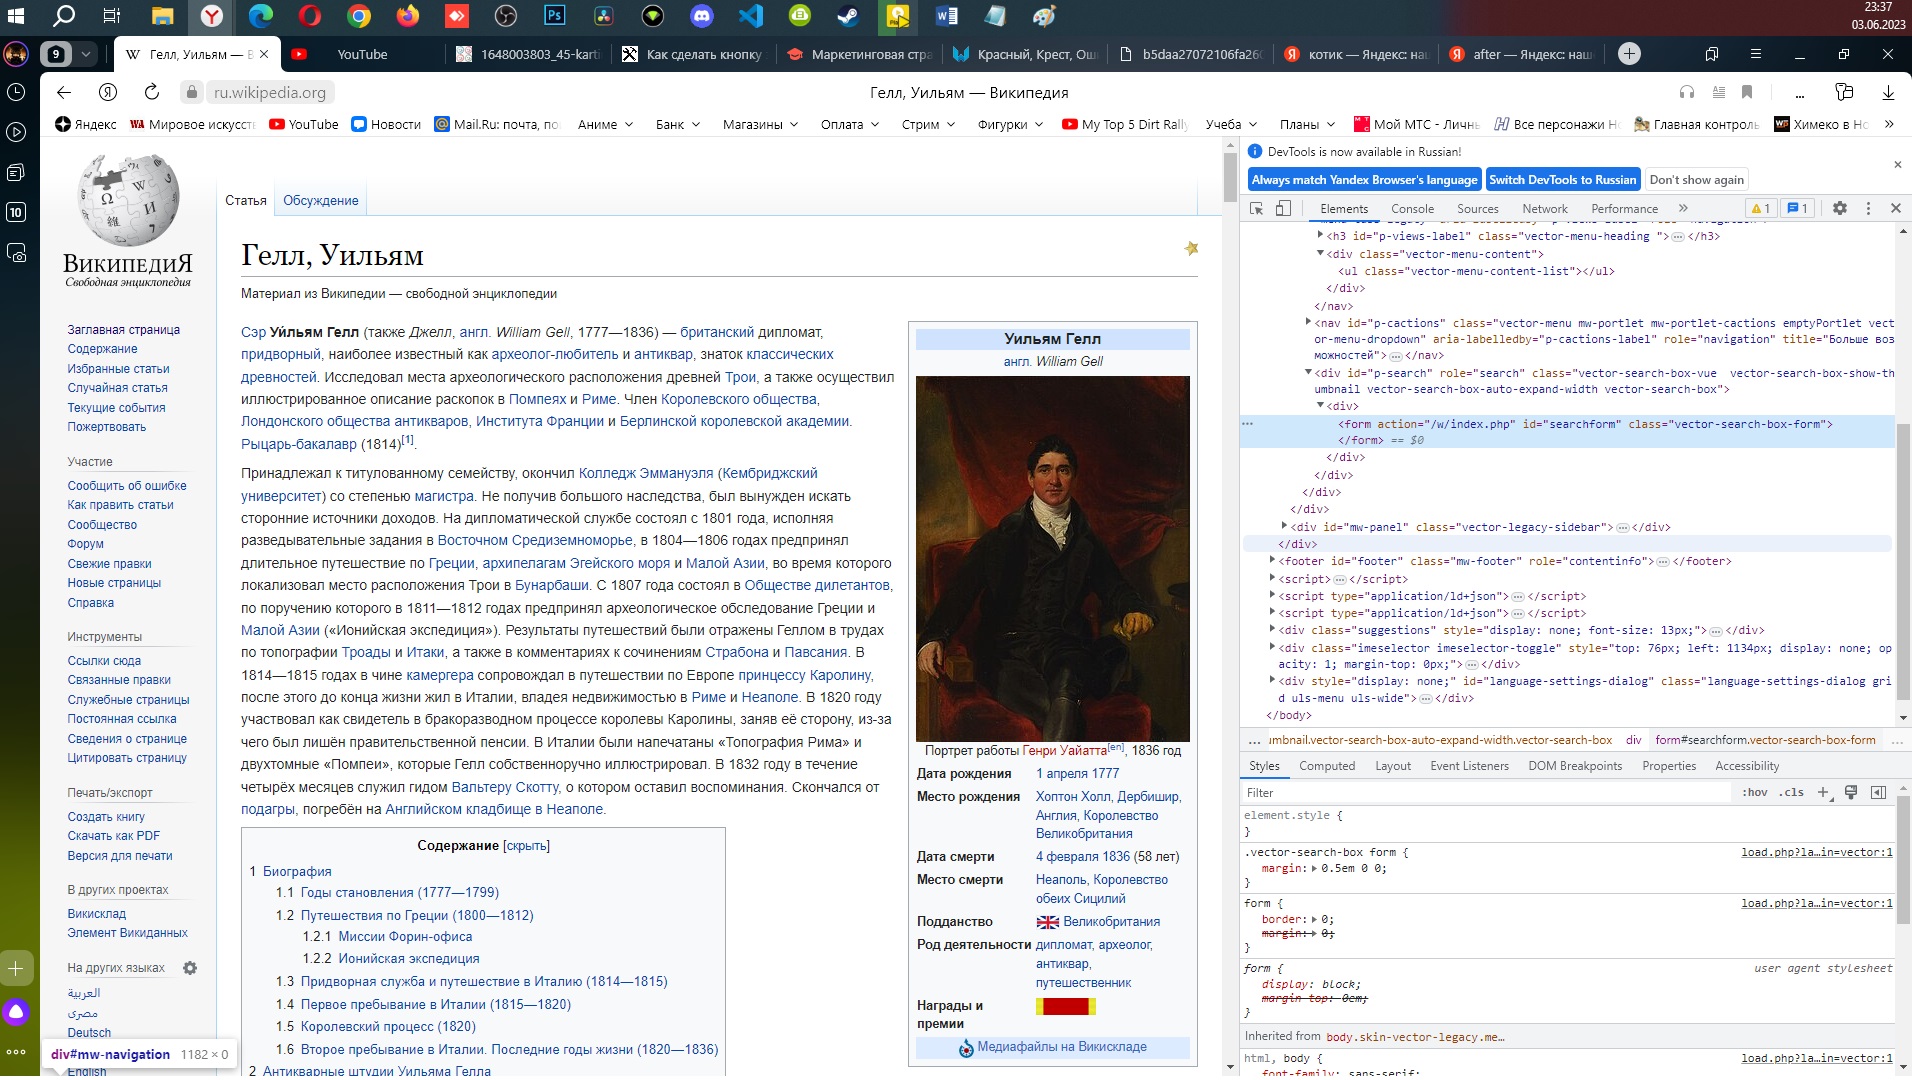 23:37
03.06.2023
9
Гелл, Уильям — В
YouTube
1648003803_45-karti
Как сделать кнопку
Маркетинговая стра
Красный, Крест, Ош
b5daa27072106fa260
котик — Яндекс: наш
after — Яндекс: наш
ru.wikipedia.org
Гелл, Уильям — Википедия
Яндекс
Мировое искусств
YouTube
Новости
Mail.Ru: почта, по
Аниме
Банк
Магазины
Оплата
Стрим
Фигурки
My Top 5 Dirt Rally
Учеба
Планы
Мой МТС - Личн
Все персонажи Но
Главная контроль
Химеко в Но
10
ВИКИПЕДИЯ
Свободная энциклопедия
Заглавная страница
Содержание
Избранные статьи
Случайная статья
Текущие события
Пожертвовать
Участие
Сообщить об ошибке
Как править статьи
Сообщество
Форум
Свежие правки
Новые страницы
Справка
Инструменты
Ссылки сюда
Связанные правки
Служебные страницы
Постоянная ссылка
Сведения о странице
Цитировать страницу
Печать/экспорт
Создать книгу
Скачать как PDF
Версия для печати
В других проектах
Викисклад
Элемент Викиданных
На других языках
العربية
مصرى
Deutsch
English
div#mw-navigation 1182 × 0
Статья
Обсуждение
Гелл, Уильям
Материал из Википедии — свободной энциклопедии
Сэр Уи́льям Гелл (также Джелл, англ. William Gell, 1777—1836) — британский дипломат,
придворный, наиболее известный как археолог-любитель и антиквар, знаток классических
древностей. Исследовал места археологического расположения древней Трои, а также осуществил
иллюстрированное описание раскопок в Помпеях и Риме. Член Королевского общества,
Лондонского общества антикваров, Института Франции и Берлинской королевской академии.
Рыцарь-бакалавр (1814)[1].
Принадлежал к титулованному семейству, окончил Колледж Эммануэля (Кембриджский
университет) со степенью магистра. Не получив большого наследства, был вынужден искать
сторонние источники доходов. На дипломатической службе состоял с 1801 года, исполняя
разведывательные задания в Восточном Средиземноморье, в 1804—1806 годах предпринял
длительное путешествие по Греции, архипелагам Эгейского моря и Малой Азии, во время которого
локализовал место расположения Трои в Бунарбаши. С 1807 года состоял в Обществе дилетантов,
по поручению которого в 1811—1812 годах предпринял археологическое обследование Греции и
Малой Азии («Ионийская экспедиция»). Результаты путешествий были отражены Геллом в трудах
по топографии Троады и Итаки, а также в комментариях к сочинениям Страбона и Павсания. В
1814—1815 годах в чине камергера сопровождал в путешествии по Европе принцессу Каролину,
после этого до конца жизни жил в Италии, владея недвижимостью в Риме и Неаполе. В 1820 году
участвовал как свидетель в бракоразводном процессе королевы Каролины, заняв её сторону, из-за
чего был лишён правительственной пенсии. В Италии были напечатаны «Топография Рима» и
двухтомные «Помпеи», которые Гелл собственноручно иллюстрировал. В 1832 году в течение
четырёх месяцев служил гидом Вальтеру Скотту, о котором оставил воспоминания. Скончался от
подагры, погребён на Английском кладбище в Неаполе.
Содержание [скрыть]
1 Биография
1.1 Годы становления (1777—1799)
1.2 Путешествия по Греции (1800—1812)
1.2.1 Миссии Форин-офиса
1.2.2 Ионийская экспедиция
1.3 Придворная служба и путешествие в Италию (1814—1815)
1.4 Первое пребывание в Италии (1815—1820)
1.5 Королевский процесс (1820)
1.6 Второе пребывание в Италии. Последние годы жизни (1820—1836)
2 Антикварные штудии Уильяма Гелла
Уильям Гелл
англ. William Gell
Портрет работы Генри Уайатта[en], 1836 год
Дата рождения 1 апреля 1777
Место рождения Хоптон Холл, Дербишир,
Англия, Королевство
Великобритания
Дата смерти 4 февраля 1836 (58 лет)
Место смерти Неаполь, Королевство
обеих Сицилий
Подданство Великобритания
Род деятельности дипломат, археолог,
антиквар,
путешественник
Награды и
премии
Медиафайлы на Викискладе
DevTools is now available in Russian!
Always match Yandex Browser's language
Switch DevTools to Russian
Don't show again
Elements
Console
Sources
Network
Performance
1
1
<h3 id="p-views-label" class="vector-menu-heading ">…</h3>
<div class="vector-menu-content">
<ul class="vector-menu-content-list"></ul>
</div>
</nav>
<nav id="p-cactions" class="vector-menu mw-portlet mw-portlet-cactions emptyPortlet vect
or-menu-dropdown" aria-labelledby="p-cactions-label" role="navigation" title="Больше воз
можностей">…</nav>
<div id="p-search" role="search" class="vector-search-box-vue  vector-search-box-show-th
umbnail vector-search-box-auto-expand-width vector-search-box">
<div>
<form action="/w/index.php" id="searchform" class="vector-search-box-form">
</form> == $0
</div>
</div>
</div>
</div>
<div id="mw-panel" class="vector-legacy-sidebar">…</div>
</div>
<footer id="footer" class="mw-footer" role="contentinfo">…</footer>
<script>…</script>
<script type="application/ld+json">…</script>
<script type="application/ld+json">…</script>
<div class="suggestions" style="display: none; font-size: 13px;">…</div>
<div class="imeselector imeselector-toggle" style="top: 76px; left: 1134px; display: none; op
acity: 1; margin-top: 0px;">…</div>
<div style="display: none;" id="language-settings-dialog" class="language-settings-dialog gri
d uls-menu uls-wide">…</div>
</body>
… umbnail.vector-search-box-auto-expand-width.vector-search-box div form#searchform.vector-search-box-form …
Styles
Computed
Layout
Event Listeners
DOM Breakpoints
Properties
Accessibility
Filter
:hov .cls
element.style {
}
.vector-search-box form { load.php?la…in=vector:1
margin: 0.5em 0 0;
}
form { load.php?la…in=vector:1
border: 0;
margin: 0;
}
form { user agent stylesheet
display: block;
margin-top: 0em;
}
Inherited from body.skin-vector-legacy.me…
html, body { load.php?la…in=vector:1
font-family: sans-serif;